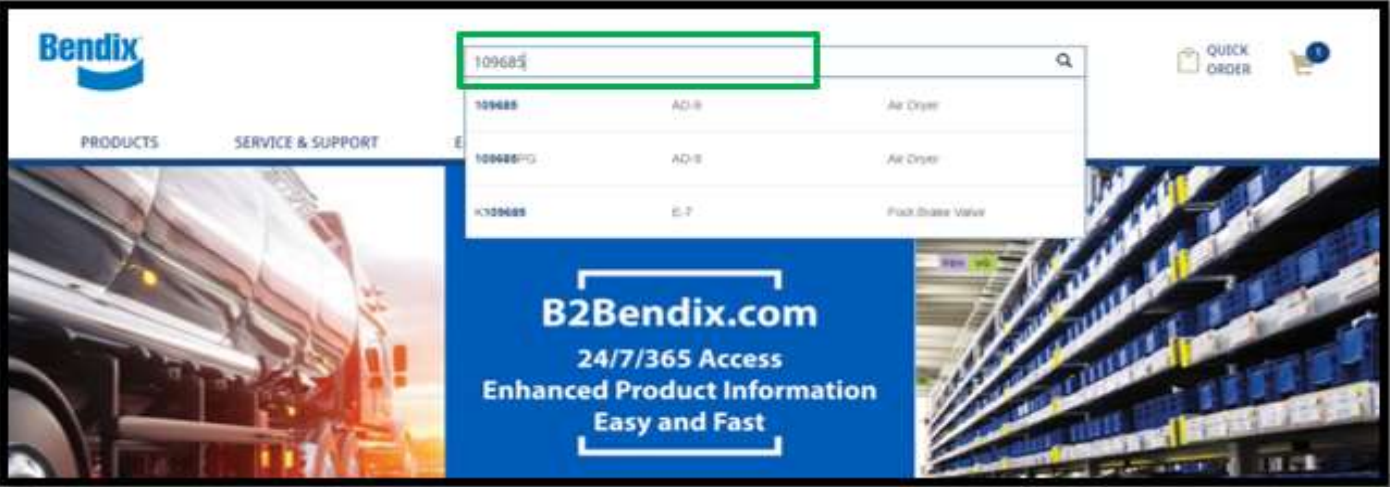 Bendix
109685
QUICK
ORDER
1
109685 AD-9 Air Dryer
PRODUCTS SERVICE & SUPPORT E
109685PG AD-9 Air Dryer
K109685 E-7 Foot Brake Valve
B2Bendix.com
24/7/365 Access
Enhanced Product Information
Easy and Fast